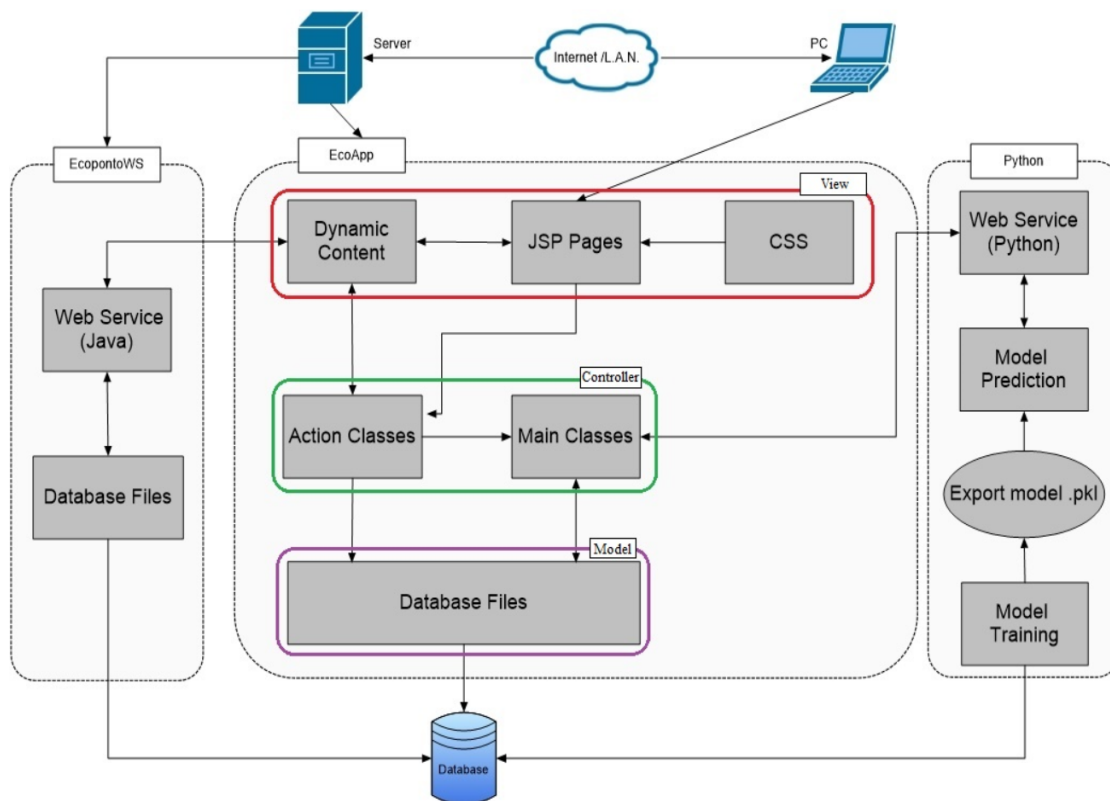 Server
Internet /L.A.N.
PC
EcopontoWS
EcoApp
Python
View
Dynamic
Content
JSP Pages
CSS
Web Service
(Python)
Web Service
(Java)
Model
Prediction
Controller
Action Classes
Main Classes
Database Files
Export model .pkl
Model
Database Files
Model
Training
Database